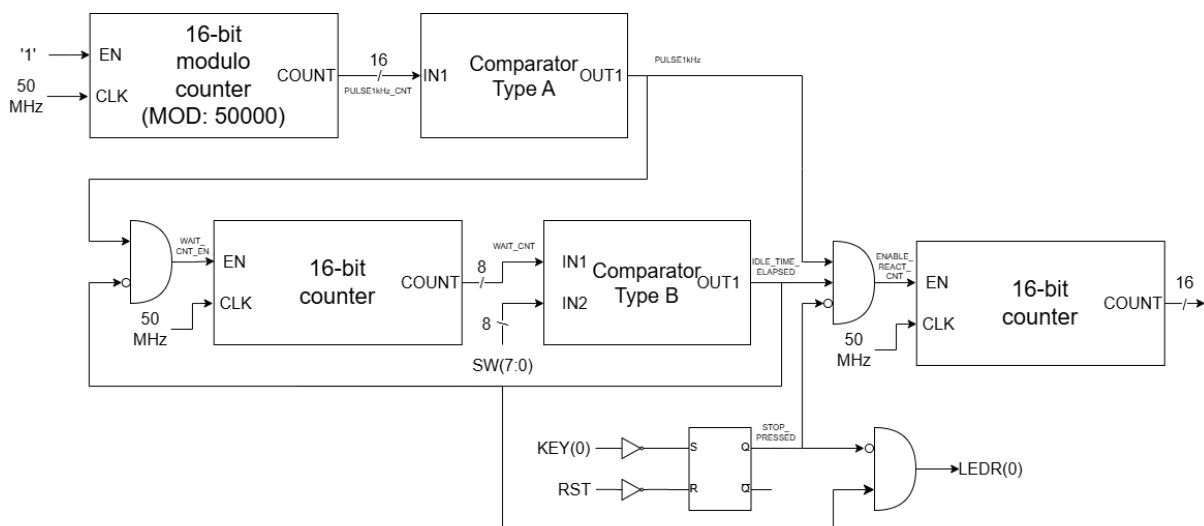 '1'
EN
50
MHz
CLK
16-bit
modulo
counter
(MOD: 50000)
COUNT
16
PULSE1kHz_CNT
IN1
Comparator
Type A
OUT1
PULSE1kHz
WAIT_
CNT_EN
EN
50
MHz
CLK
16-bit
counter
COUNT
8
WAIT_CNT
IN1
IN2
8
SW(7:0)
Comparator
Type B
OUT1
IDLE_TIME_
ELAPSED
ENABLE_
REACT_
CNT
EN
50
MHz
CLK
16-bit
counter
COUNT
16
KEY(0)
RST
S
R
Q
Q
STOP_
PRESSED
LEDR(0)